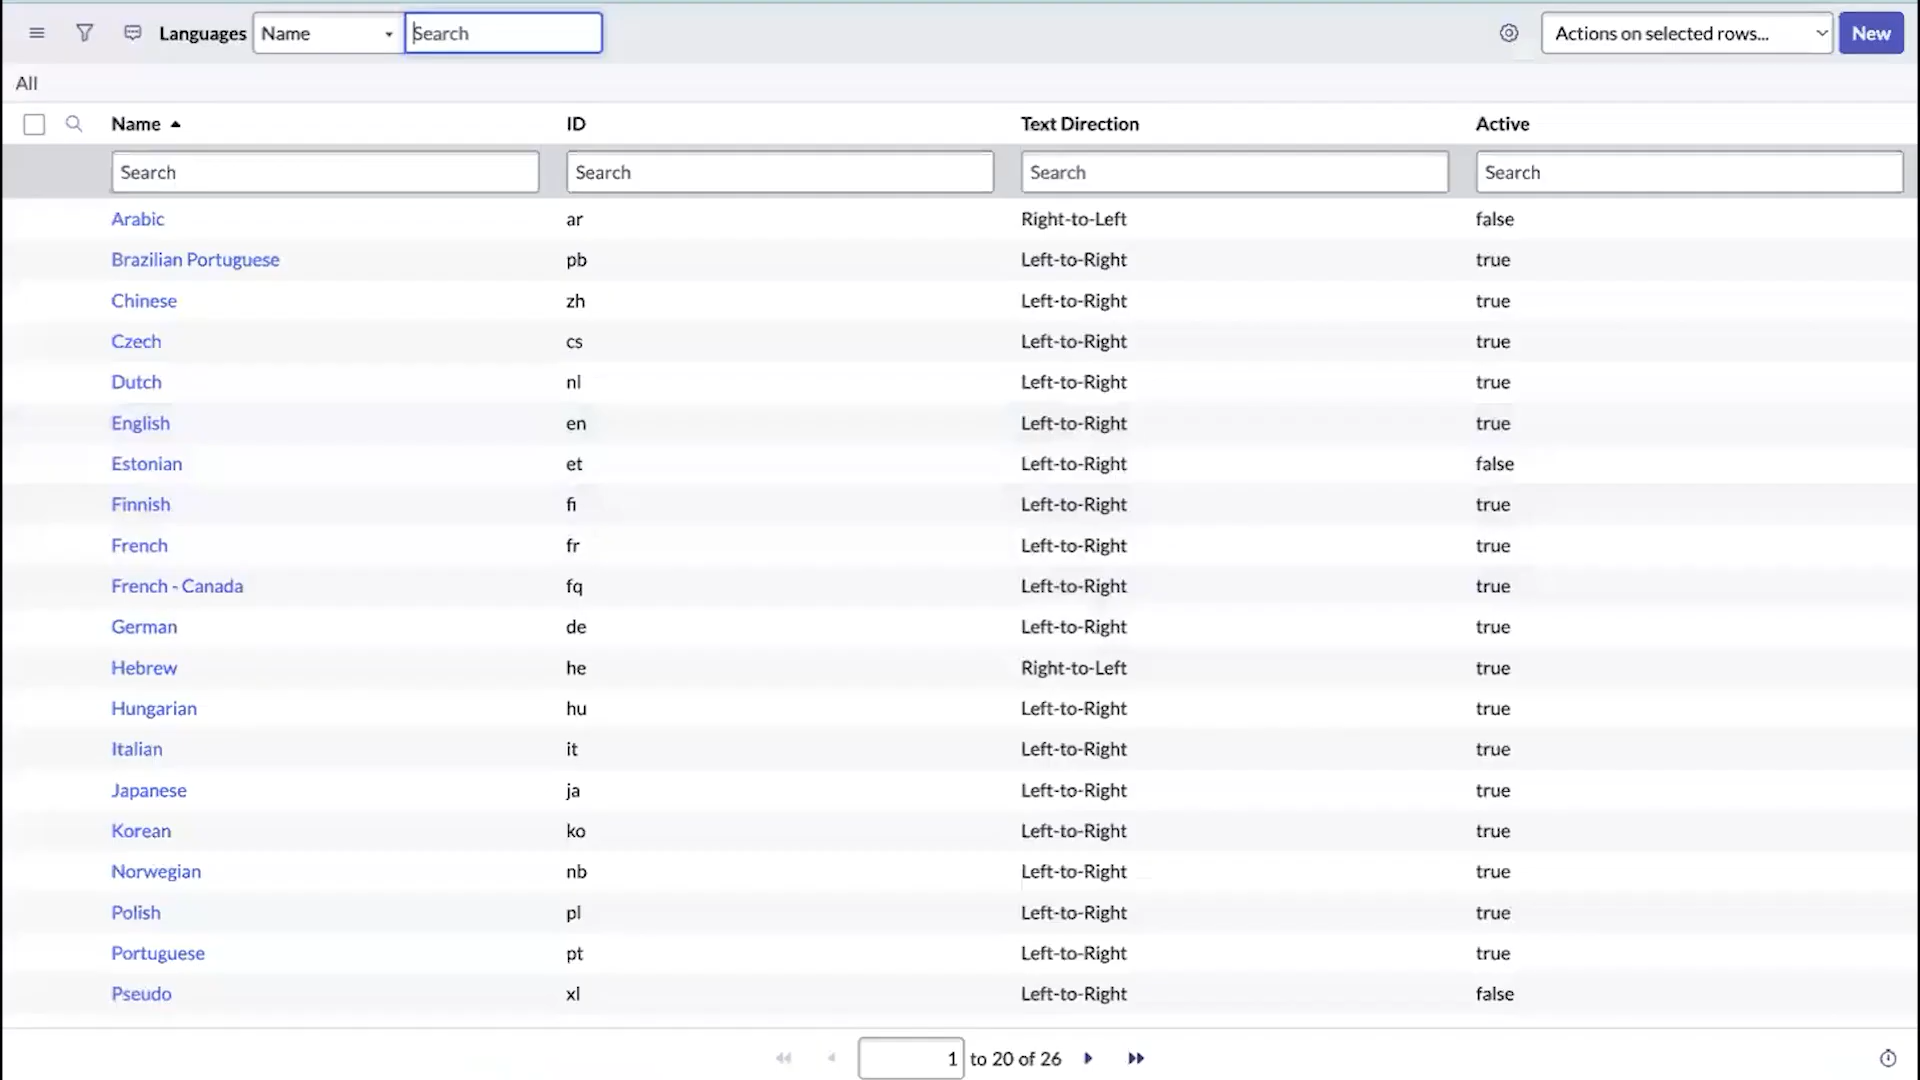 Languages Name Search Actions on selected rows... New
All
Name ID Text Direction Active
Search Search Search Search
Arabic ar Right-to-Left false
Brazilian Portuguese pb Left-to-Right true
Chinese zh Left-to-Right true
Czech cs Left-to-Right true
Dutch nl Left-to-Right true
English en Left-to-Right true
Estonian et Left-to-Right false
Finnish fi Left-to-Right true
French fr Left-to-Right true
French - Canada fq Left-to-Right true
German de Left-to-Right true
Hebrew he Right-to-Left true
Hungarian hu Left-to-Right true
Italian it Left-to-Right true
Japanese ja Left-to-Right true
Korean ko Left-to-Right true
Norwegian nb Left-to-Right true
Polish pl Left-to-Right true
Portuguese pt Left-to-Right true
Pseudo xl Left-to-Right false
1 to 20 of 26